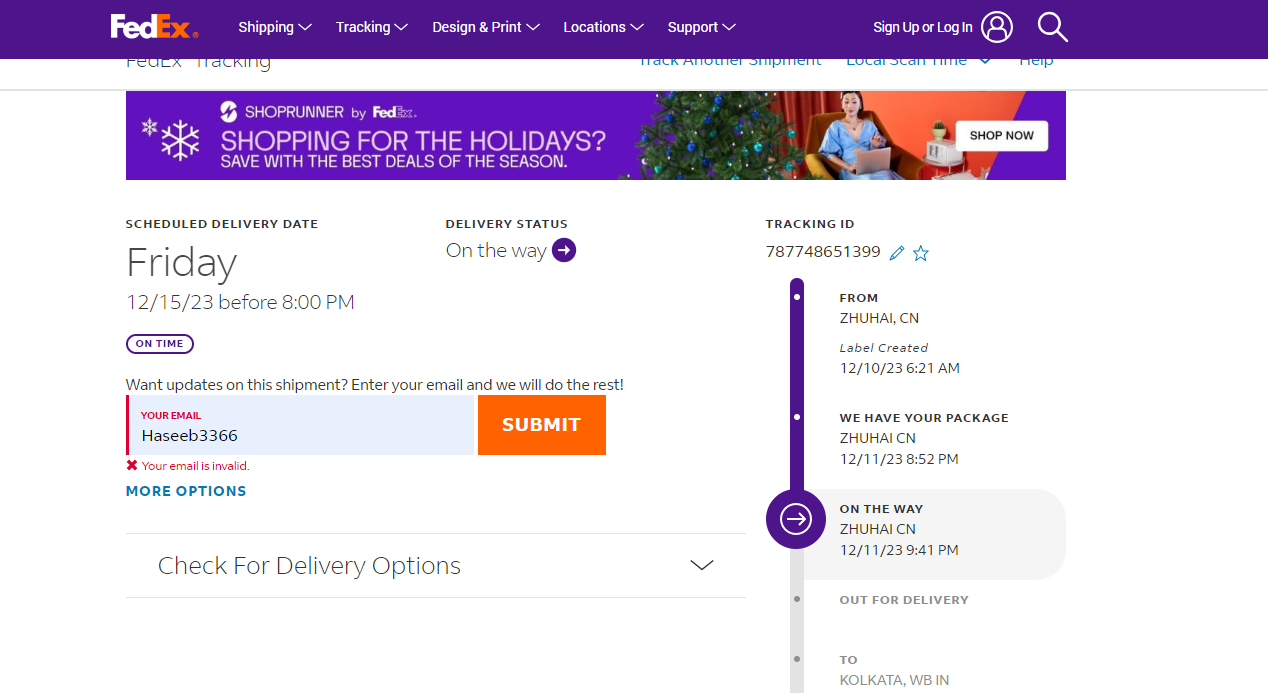 FedEx®
Shipping
Tracking
Design & Print
Locations
Support
Sign Up or Log In
FedEx® Tracking
Track Another Shipment
Local Scan Time
Help
SHOPRUNNER by FedEx.
SHOPPING FOR THE HOLIDAYS?
SAVE WITH THE BEST DEALS OF THE SEASON.
SHOP NOW
SCHEDULED DELIVERY DATE
Friday
12/15/23 before 8:00 PM
ON TIME
DELIVERY STATUS
On the way
Want updates on this shipment? Enter your email and we will do the rest!
YOUR EMAIL
Haseeb3366
SUBMIT
Your email is invalid.
MORE OPTIONS
Check For Delivery Options
TRACKING ID
787748651399
FROM
ZHUHAI, CN
Label Created
12/10/23 6:21 AM
WE HAVE YOUR PACKAGE
ZHUHAI CN
12/11/23 8:52 PM
ON THE WAY
ZHUHAI CN
12/11/23 9:41 PM
OUT FOR DELIVERY
TO
KOLKATA, WB IN